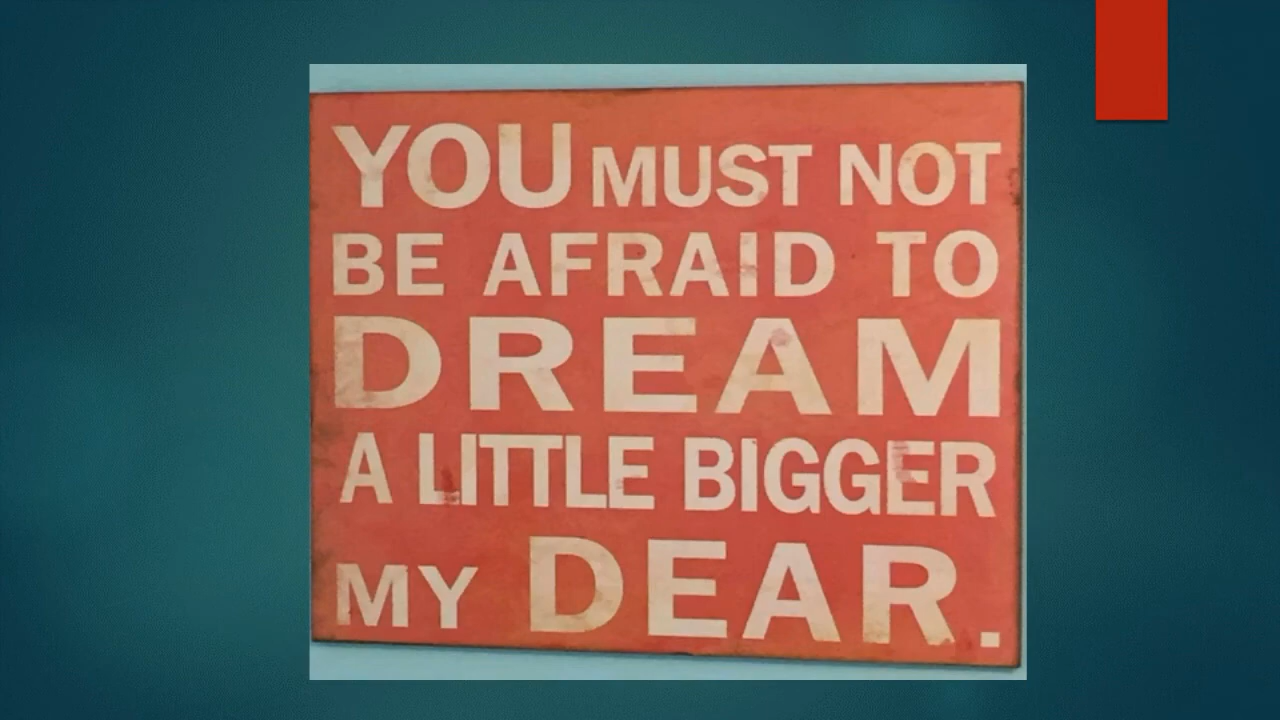 YOU MUST NOT
BE AFRAID TO
DREAM
A LITTLE BIGGER
MY DEAR.